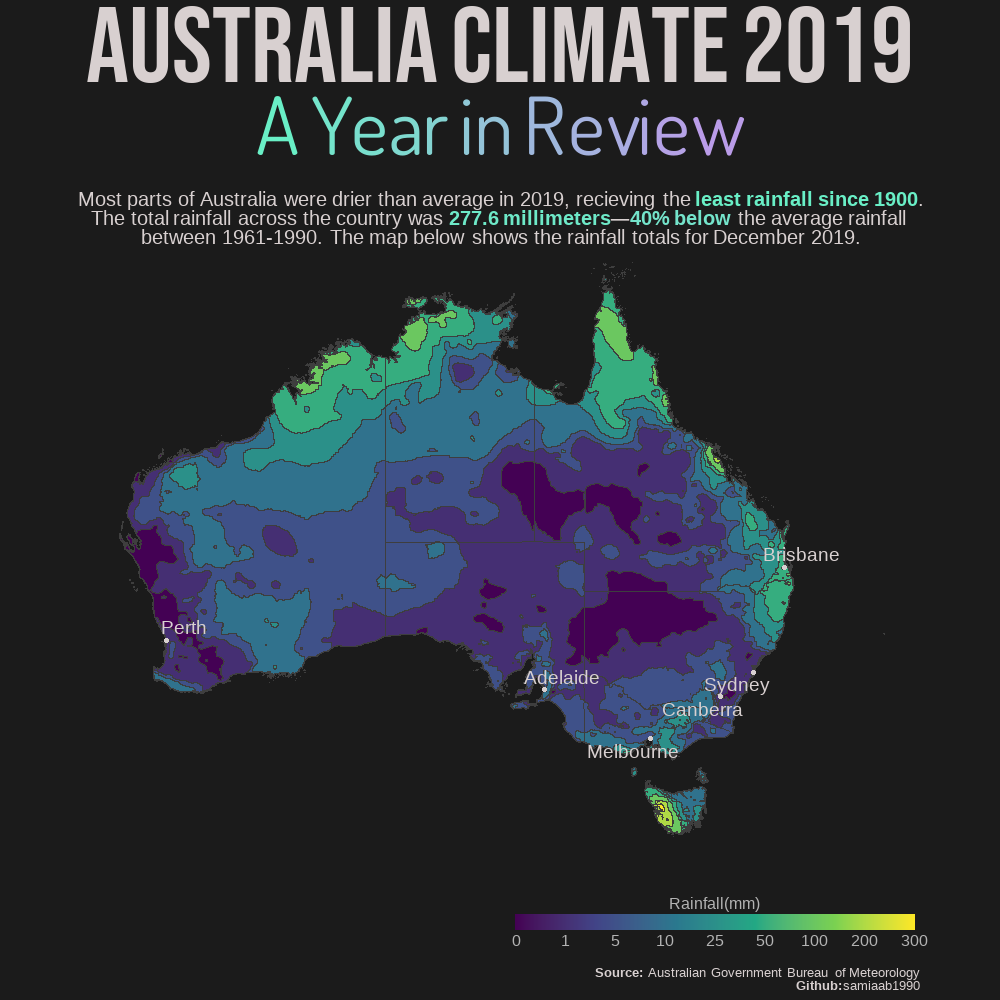 AUSTRALIA CLIMATE 2019
A Year in Review
Most parts of Australia were drier than average in 2019, recieving the least rainfall since 1900.
The total rainfall across the country was 277.6 millimeters—40% below the average rainfall
between 1961-1990. The map below shows the rainfall totals for December 2019.
Brisbane
Perth
Adelaide
Sydney
Canberra
Melbourne
Rainfall(mm)
0 1 5 10 25 50 100 200 300
Source: Australian Government Bureau of Meteorology
Github:samiaab1990